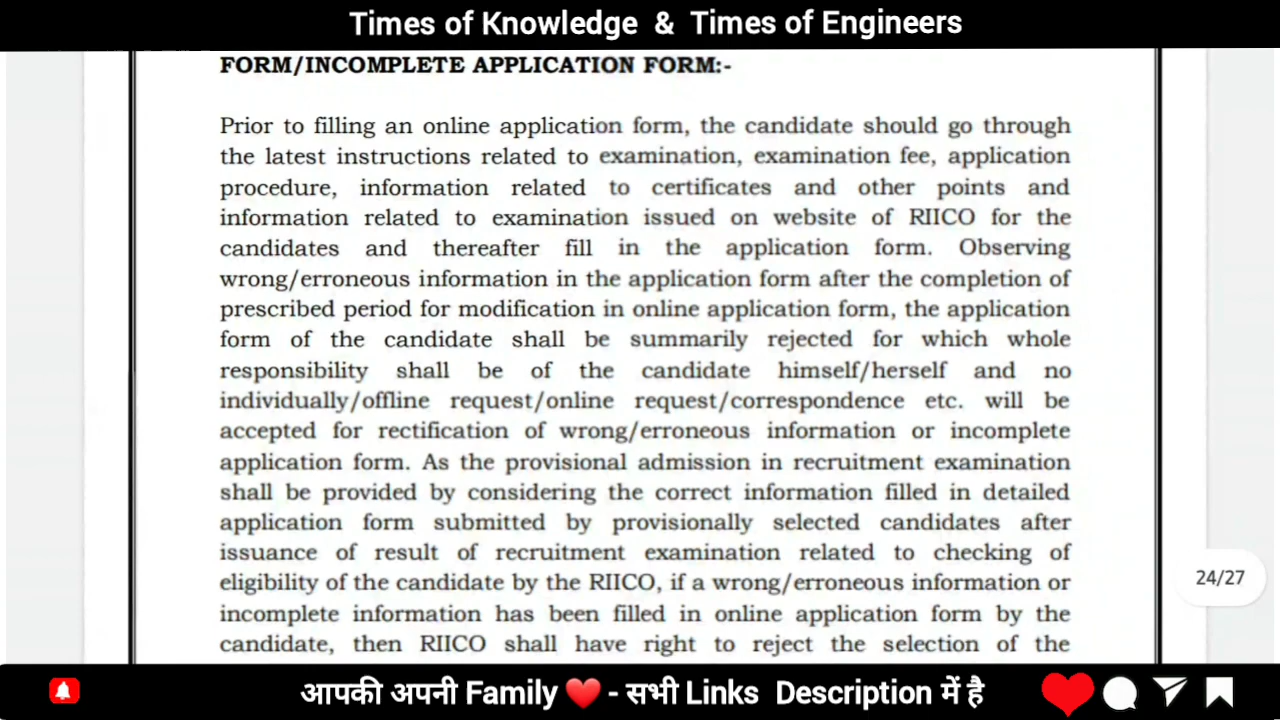 Times of Knowledge & Times of Engineers
FORM/INCOMPLETE APPLICATION FORM:-
Prior to filling an online application form, the candidate should go through
the latest instructions related to examination, examination fee, application
procedure, information related to certificates and other points and
information related to examination issued on website of RIICO for the
candidates and thereafter fill in the application form. Observing
wrong/erroneous information in the application form after the completion of
prescribed period for modification in online application form, the application
form of the candidate shall be summarily rejected for which whole
responsibility shall be of the candidate himself/herself and no
individually/offline request/online request/correspondence etc. will be
accepted for rectification of wrong/erroneous information or incomplete
application form. As the provisional admission in recruitment examination
shall be provided by considering the correct information filled in detailed
application form submitted by provisionally selected candidates after
issuance of result of recruitment examination related to checking of
eligibility of the candidate by the RIICO, if a wrong/erroneous information or
incomplete information has been filled in online application form by the
candidate, then RIICO shall have right to reject the selection of the
24/27
आपकी अपनी Family ❤️ - सभी Links Description में है